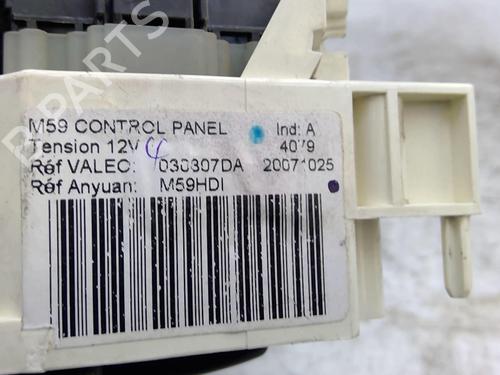 M59 CONTROL PANEL Ind: A
Tension 12V 4079
Réf VALEO: 030307DA 20071025
Réf Anyuan: M59HDI
B-PARTS